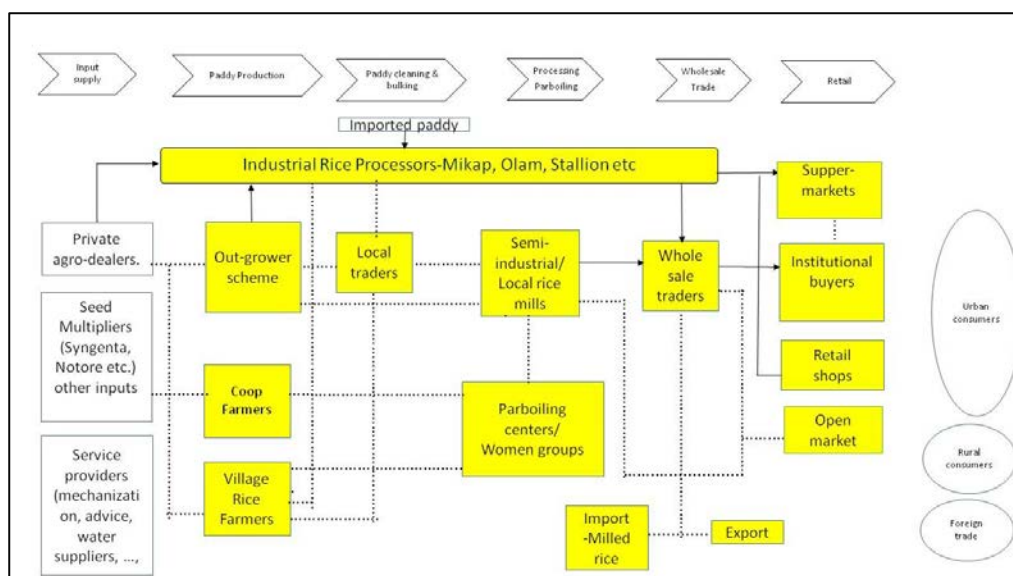 Input
supply
Paddy Production
Paddy cleaning &
bulking
Processing
Parboiling
Wholesale
Trade
Retail
Imported paddy
Industrial Rice Processors-Mikap, Olam, Stallion etc
Supper-
markets
Private
agro-dealers.
Out-grower
scheme
Local
traders
Semi-
industrial/
Local rice
mills
Whole
sale
traders
Institutional
buyers
Urban
consumers
Seed
Multipliers
(Syngenta,
Notore etc.)
other inputs
Coop
Farmers
Parboiling
centers/
Women groups
Retail
shops
Open
market
Rural
consumers
Service
providers
(mechanizati
on, advice,
water
suppliers, ...,
Village
Rice
Farmers
Import
-Milled
rice
Export
Foreign
trade